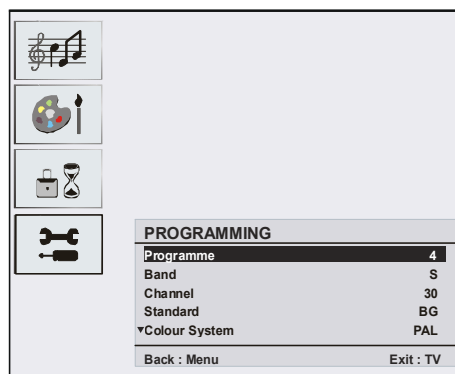 PROGRAMMING
Programme 4
Band S
Channel 30
Standard BG
▼Colour System PAL
Back : Menu Exit : TV